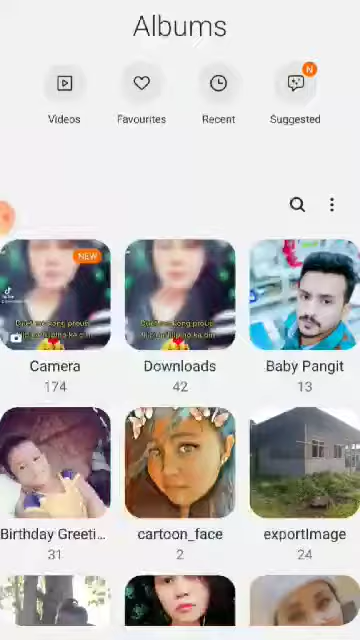 Albums
Videos
Favourites
Recent
N
Suggested
NEW
Camera
174
Downloads
42
Baby Pangit
13
Birthday Greeti...
31
cartoon_face
2
exportImage
24